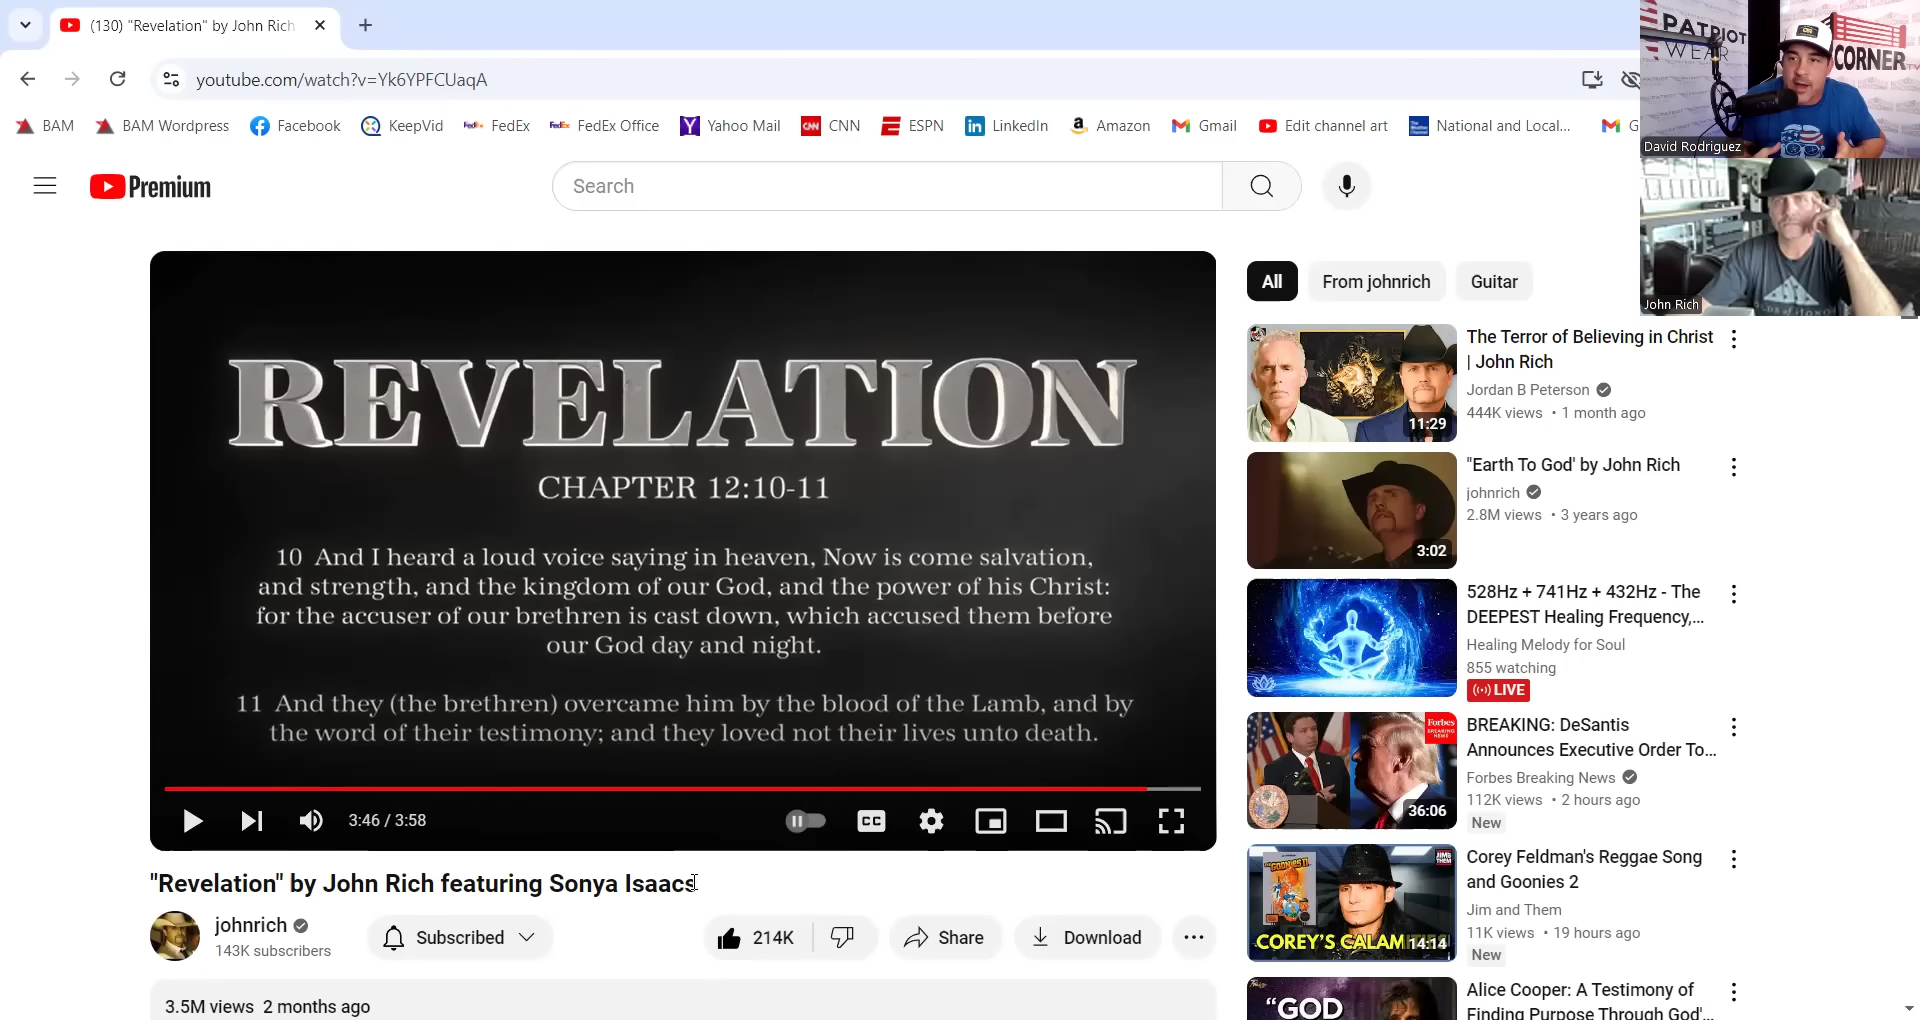 (130) "Revelation" by John Rich
youtube.com/watch?v=Yk6YPFCUaqA
BAM
BAM Wordpress
Facebook
KeepVid
FedEx
FedEx Office
Yahoo Mail
CNN
ESPN
LinkedIn
Amazon
Gmail
Edit channel art
National and Local...
G
PATRIOT
WEAR
CORNER
David Rodriguez
John Rich
Premium
Search
REVELATION
CHAPTER 12:10-11
10 And I heard a loud voice saying in heaven, Now is come salvation,
and strength, and the kingdom of our God, and the power of his Christ:
for the accuser of our brethren is cast down, which accused them before
our God day and night.
11 And they (the brethren) overcame him by the blood of the Lamb, and by
the word of their testimony; and they loved not their lives unto death.
3:46 / 3:58
CC
"Revelation" by John Rich featuring Sonya Isaacs
johnrich
143K subscribers
Subscribed
214K
Share
Download
3.5M views 2 months ago
All
From johnrich
Guitar
The Terror of Believing in Christ
| John Rich
Jordan B Peterson
444K views • 1 month ago
11:29
"Earth To God' by John Rich
johnrich
2.8M views • 3 years ago
3:02
528Hz + 741Hz + 432Hz - The
DEEPEST Healing Frequency,...
Healing Melody for Soul
855 watching
LIVE
BREAKING: DeSantis
Announces Executive Order To...
Forbes Breaking News
112K views • 2 hours ago
New
Forbes
BREAKING
NEWS
36:06
Corey Feldman's Reggae Song
and Goonies 2
Jim and Them
11K views • 19 hours ago
New
COREY'S CALAM
14:14
Alice Cooper: A Testimony of
Finding Purpose Through God'...
"GOD